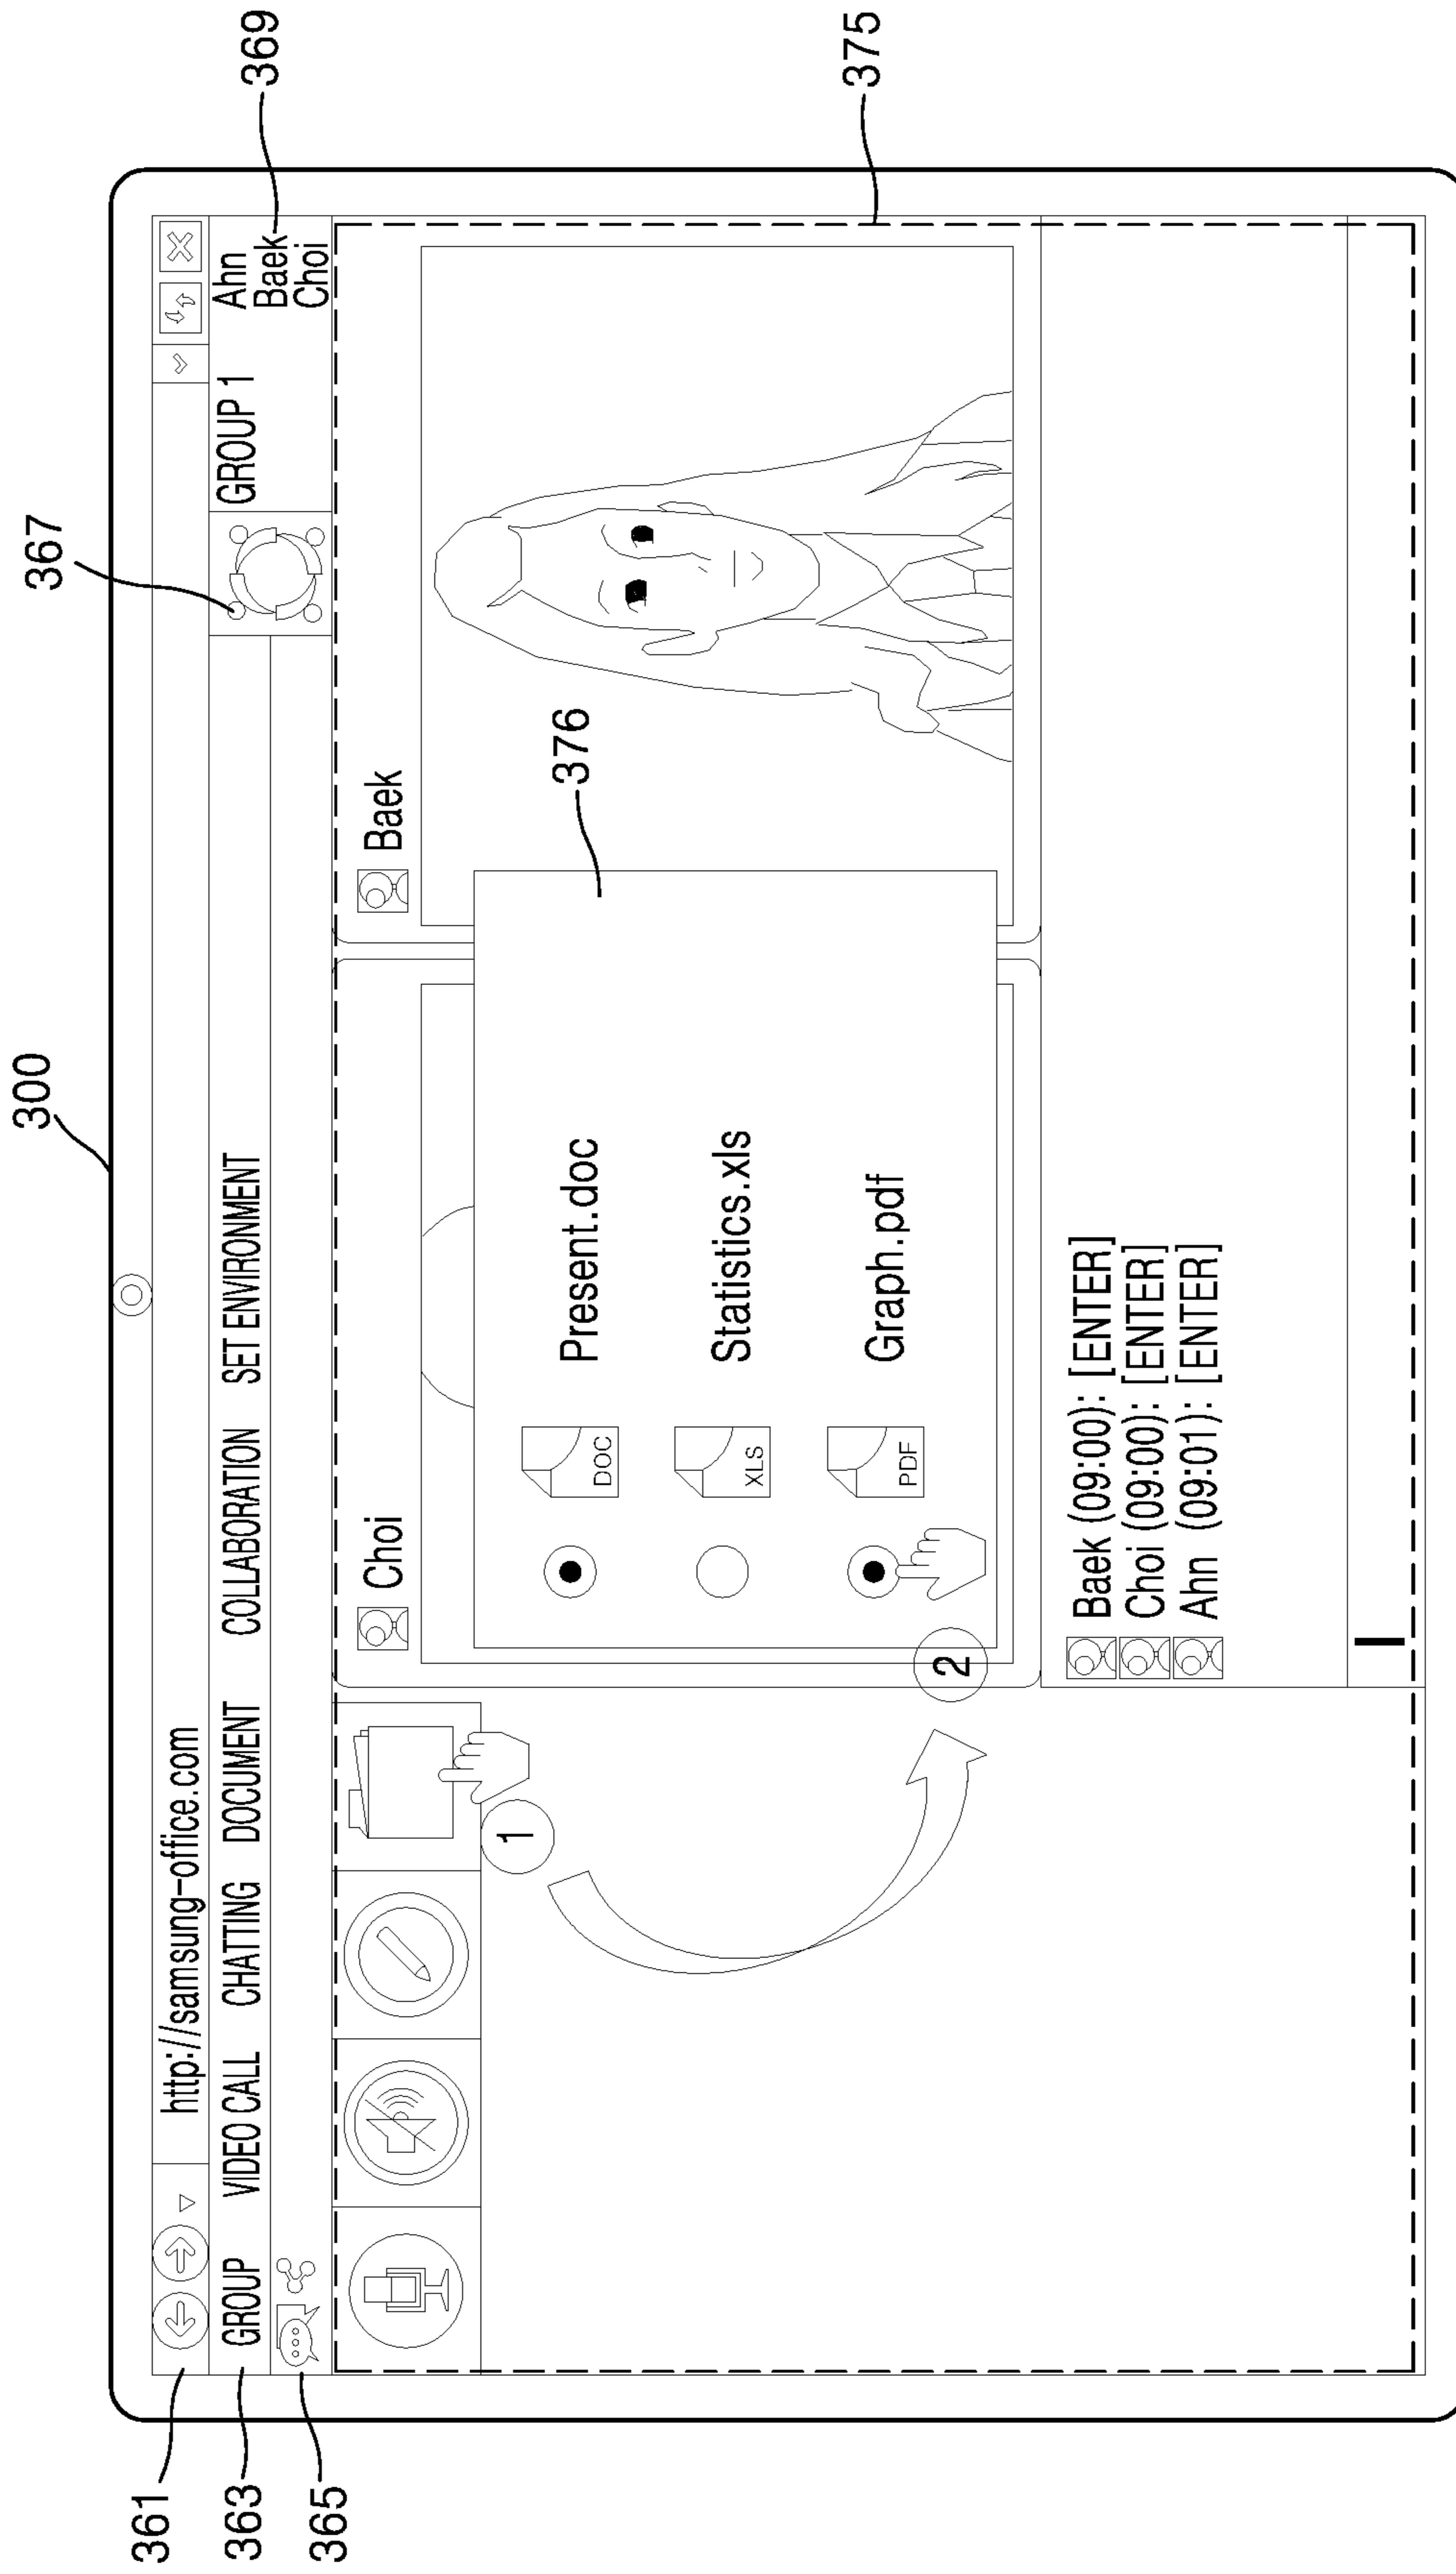 300
367
369
361
http://samsung-office.com
363
GROUP VIDEO CALL CHATTING DOCUMENT COLLABORATION SET ENVIRONMENT
GROUP 1
Ahn
Baek
Choi
365
Choi
Baek
375
376
1
DOC
Present.doc
XLS
Statistics.xls
PDF
Graph.pdf
2
Baek (09:00): [ENTER]
Choi (09:00): [ENTER]
Ahn (09:01): [ENTER]